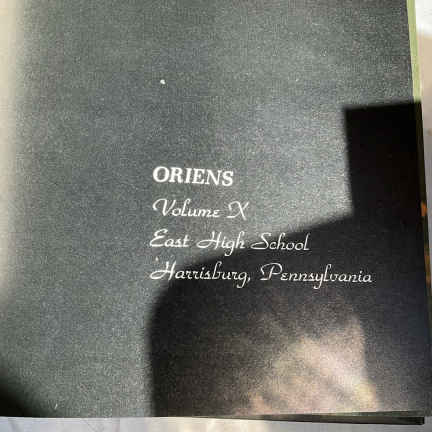 ORIENS
Volume X
East High School
Harrisburg, Pennsylvania